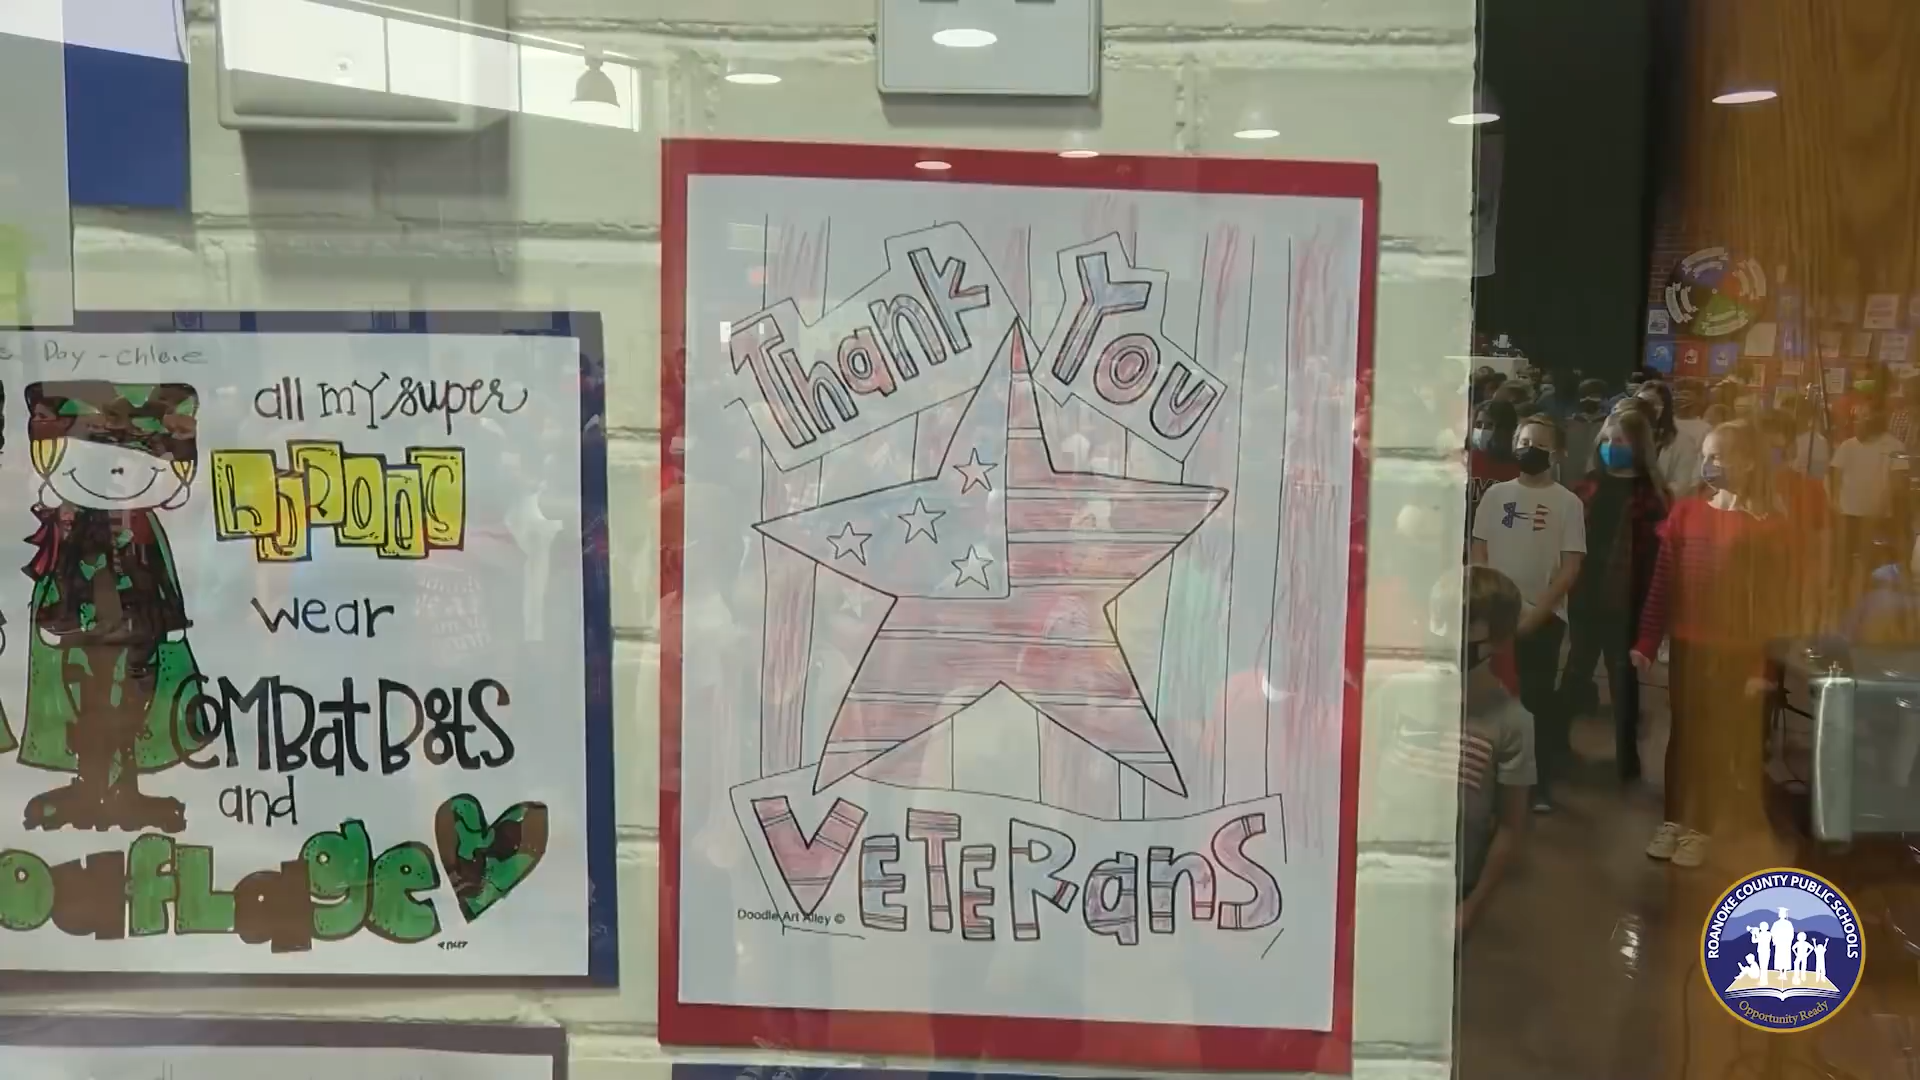 Day - Chloie
all my super
heroes
wear
ComBat Boots
and
ouflage
Thank You
Veterans
Doodle Art Alley ©
ROANOKE COUNTY PUBLIC SCHOOLS
Opportunity Ready